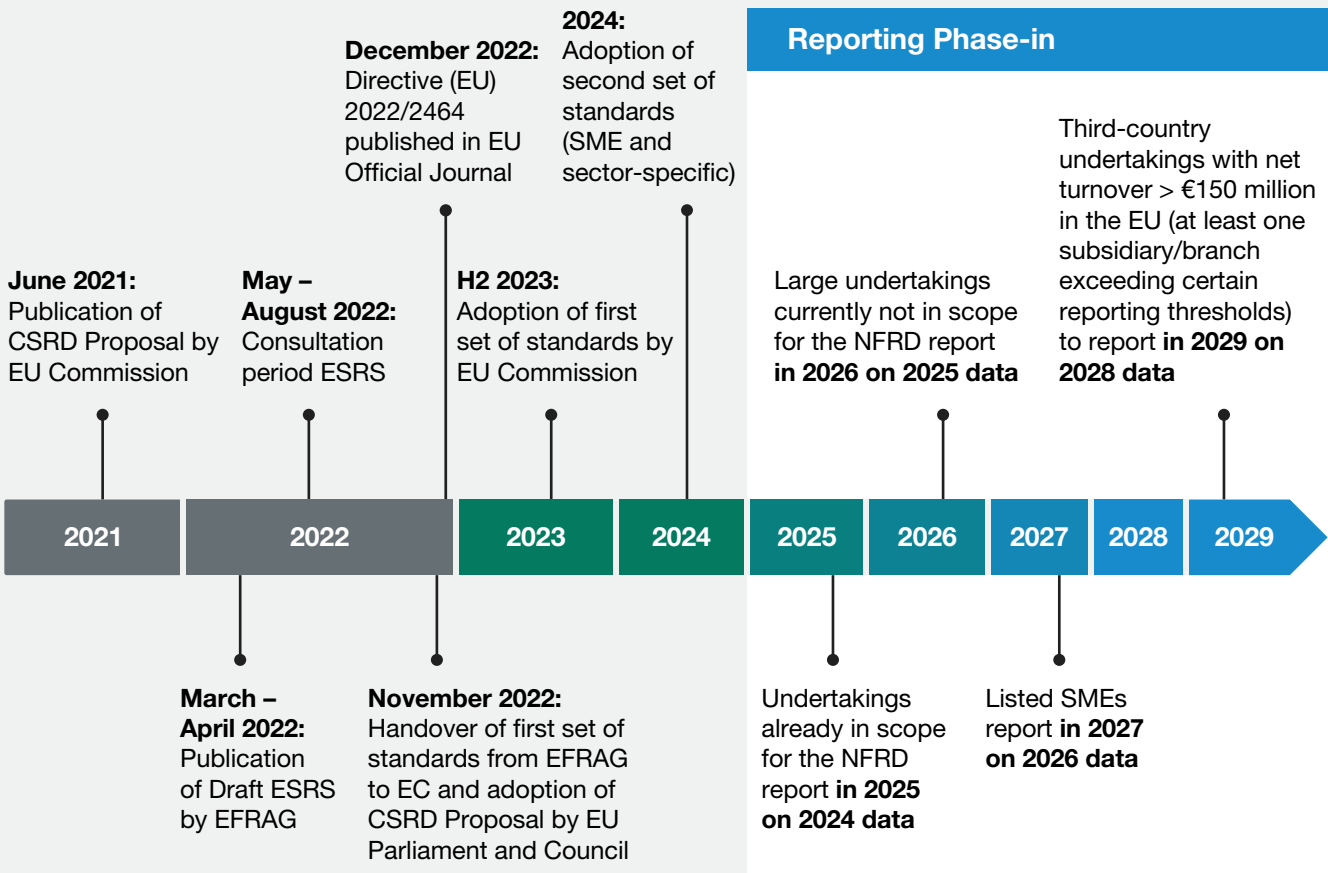 June 2021:
Publication of
CSRD Proposal by
EU Commission
May –
August 2022:
Consultation
period ESRS
December 2022:
Directive (EU)
2022/2464
published in EU
Official Journal
H2 2023:
Adoption of first
set of standards by
EU Commission
2024:
Adoption of
second set of
standards
(SME and
sector-specific)
Reporting Phase-in
Large undertakings
currently not in scope
for the NFRD report
in 2026 on 2025 data
Third-country
undertakings with net
turnover > €150 million
in the EU (at least one
subsidiary/branch
exceeding certain
reporting thresholds)
to report in 2029 on
2028 data
2021
2022
2023
2024
2025
2026
2027
2028
2029
March –
April 2022:
Publication
of Draft ESRS
by EFRAG
November 2022:
Handover of first set of
standards from EFRAG
to EC and adoption of
CSRD Proposal by EU
Parliament and Council
Undertakings
already in scope
for the NFRD
report in 2025
on 2024 data
Listed SMEs
report in 2027
on 2026 data